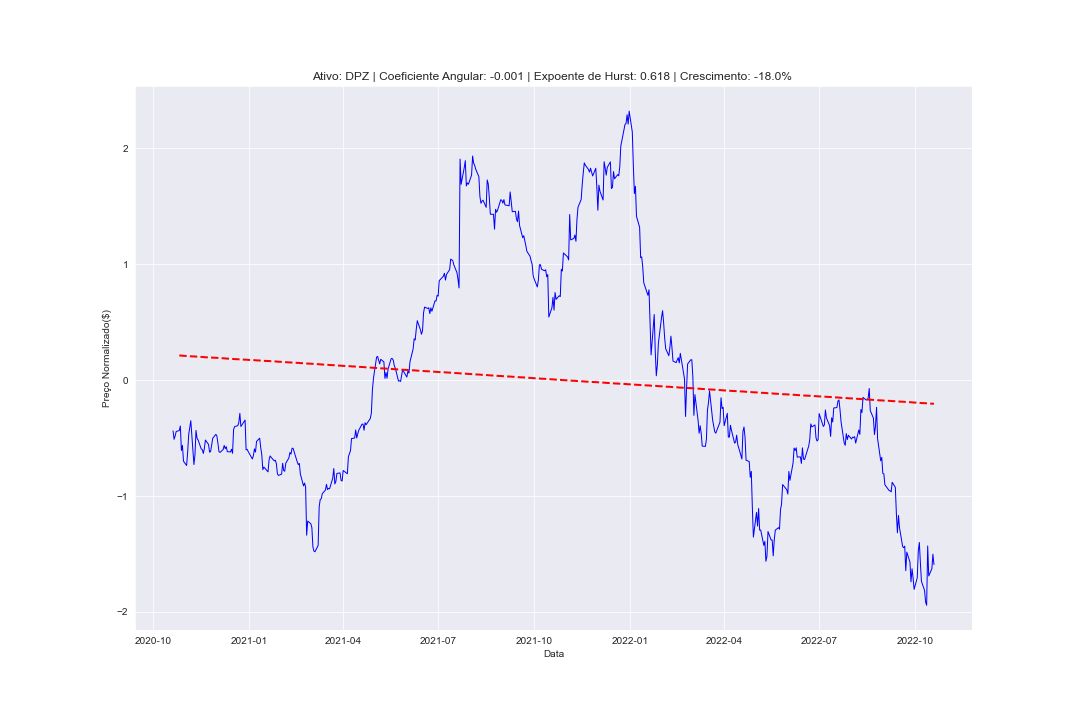 Ativo: DPZ | Coeficiente Angular: -0.001 | Expoente de Hurst: 0.618 | Crescimento: -18.0%
Preço Normalizado($)
2
1
0
−1
−2
2020-10 2021-01 2021-04 2021-07 2021-10 2022-01 2022-04 2022-07 2022-10
Data